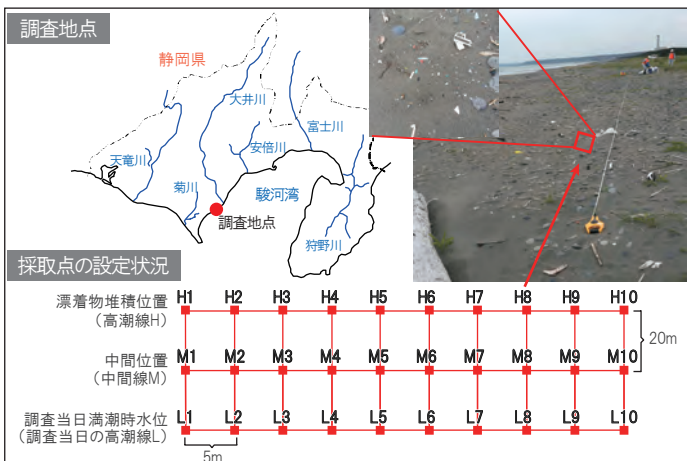 調査地点
静岡県
大井川
富士川
安倍川
天竜川
菊川
駿河湾
調査地点
狩野川
採取点の設定状況
H1 H2 H3 H4 H5 H6 H7 H8 H9 H10
漂着物堆積位置
(高潮線H)
20m
中間位置
(中間線M)
M1 M2 M3 M4 M5 M6 M7 M8 M9 M10
調査当日満潮時水位
(調査当日の高潮線L)
L1 L2 L3 L4 L5 L6 L7 L8 L9 L10
5m